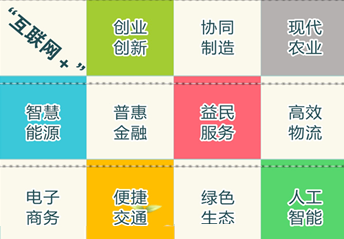 “互联网+”
创业
创新
协同
制造
现代
农业
智慧
能源
普惠
金融
益民
服务
高效
物流
电子
商务
便捷
交通
绿色
生态
人工
智能